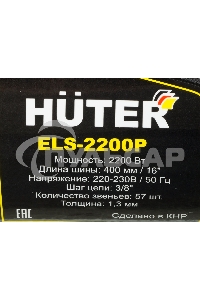 HÜTER
ELS-2200P
Мощность: 2200 Вт
Длина шины: 400 мм / 16"
Напряжение: 220-230В / 50 Гц
Шаг цепи: 3/8"
Количество звеньев: 57 шт.
Толщина: 1,3 мм
EAC
Сделано в КНР